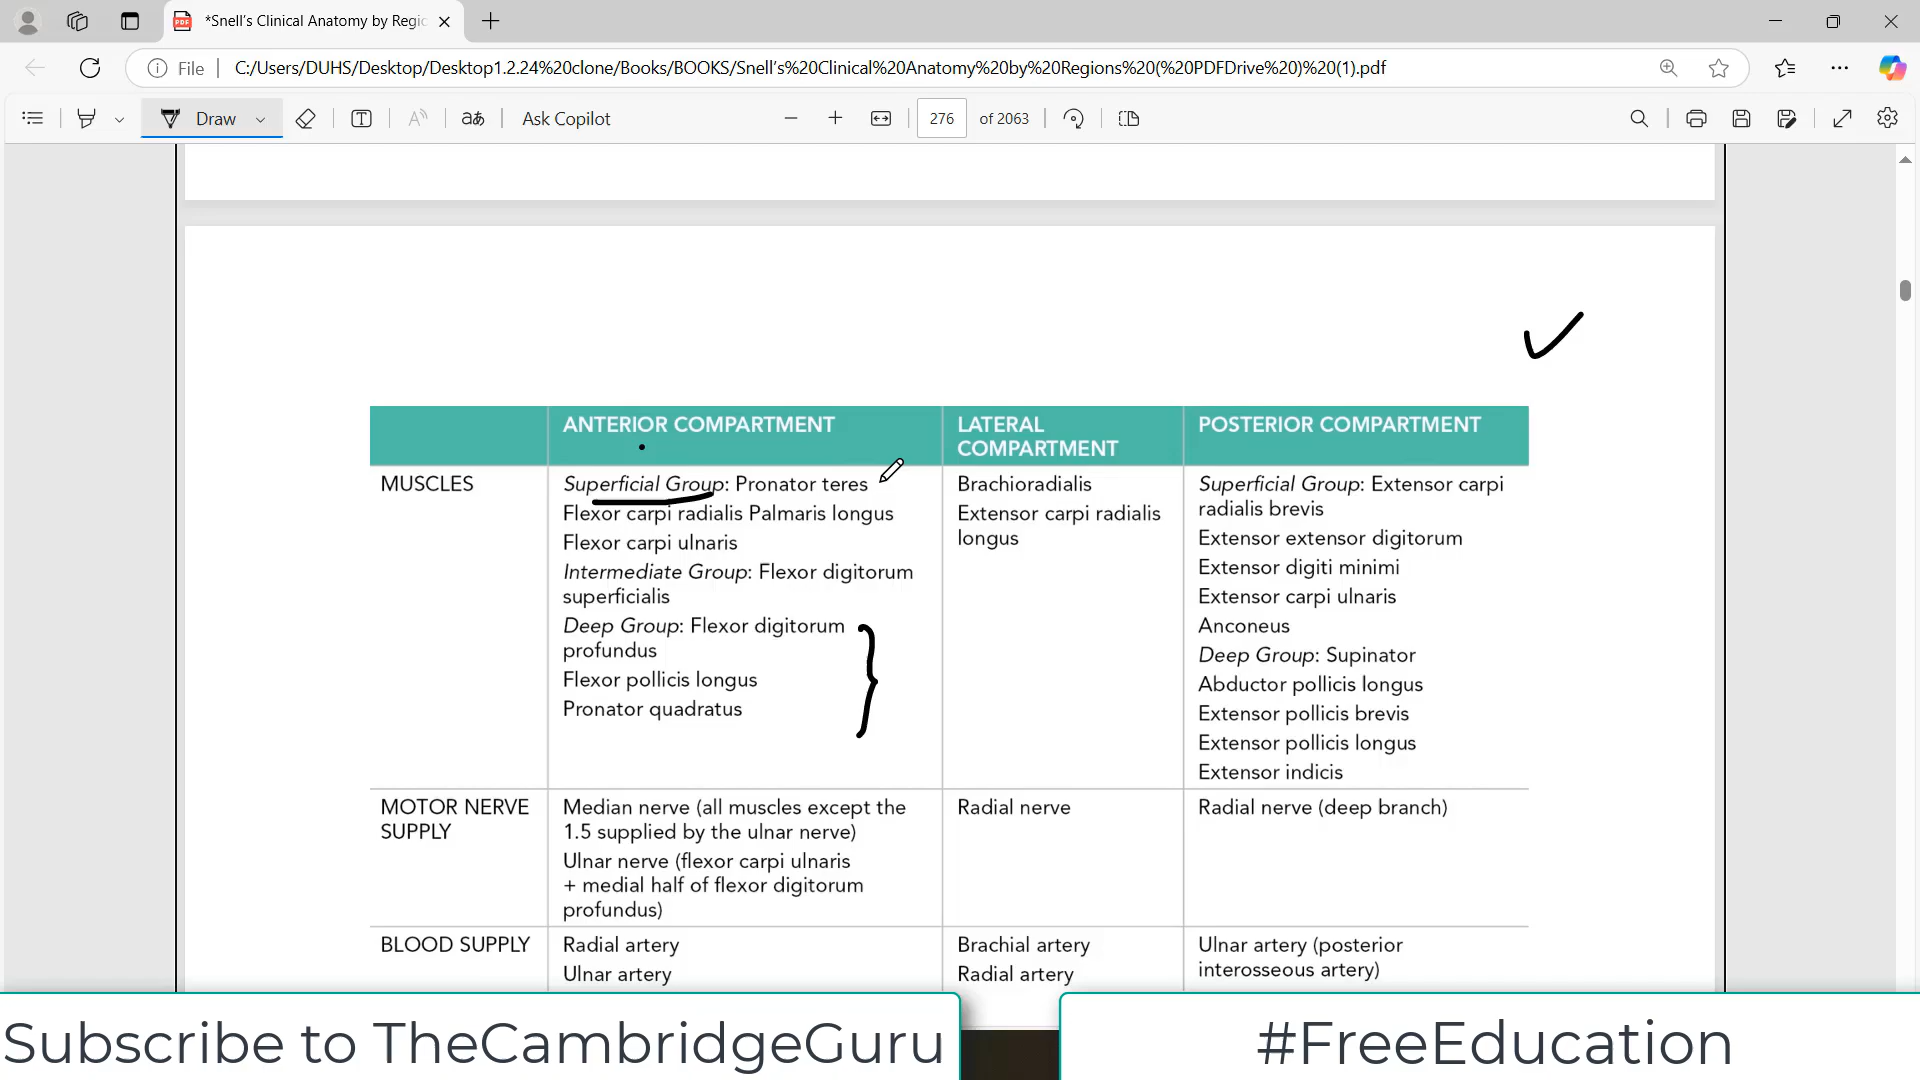 *Snell's Clinical Anatomy by Regic
File
C:/Users/DUHS/Desktop/Desktop1.2.24%20clone/Books/BOOKS/Snell's%20Clinical%20Anatomy%20by%20Regions%20(%20PDFDrive%20)%20(1).pdf
Draw
Ask Copilot
276 of 2063
ANTERIOR COMPARTMENT
LATERAL COMPARTMENT
POSTERIOR COMPARTMENT
MUSCLES
Superficial Group: Pronator teres
Flexor carpi radialis Palmaris longus
Flexor carpi ulnaris
Intermediate Group: Flexor digitorum
superficialis
Deep Group: Flexor digitorum
profundus
Flexor pollicis longus
Pronator quadratus
Brachioradialis
Extensor carpi radialis
longus
Superficial Group: Extensor carpi
radialis brevis
Extensor extensor digitorum
Extensor digiti minimi
Extensor carpi ulnaris
Anconeus
Deep Group: Supinator
Abductor pollicis longus
Extensor pollicis brevis
Extensor pollicis longus
Extensor indicis
MOTOR NERVE
SUPPLY
Median nerve (all muscles except the
1.5 supplied by the ulnar nerve)
Ulnar nerve (flexor carpi ulnaris
+ medial half of flexor digitorum
profundus)
Radial nerve
Radial nerve (deep branch)
BLOOD SUPPLY
Radial artery
Ulnar artery
Brachial artery
Radial artery
Ulnar artery (posterior
interosseous artery)
Subscribe to TheCambridgeGuru
#FreeEducation